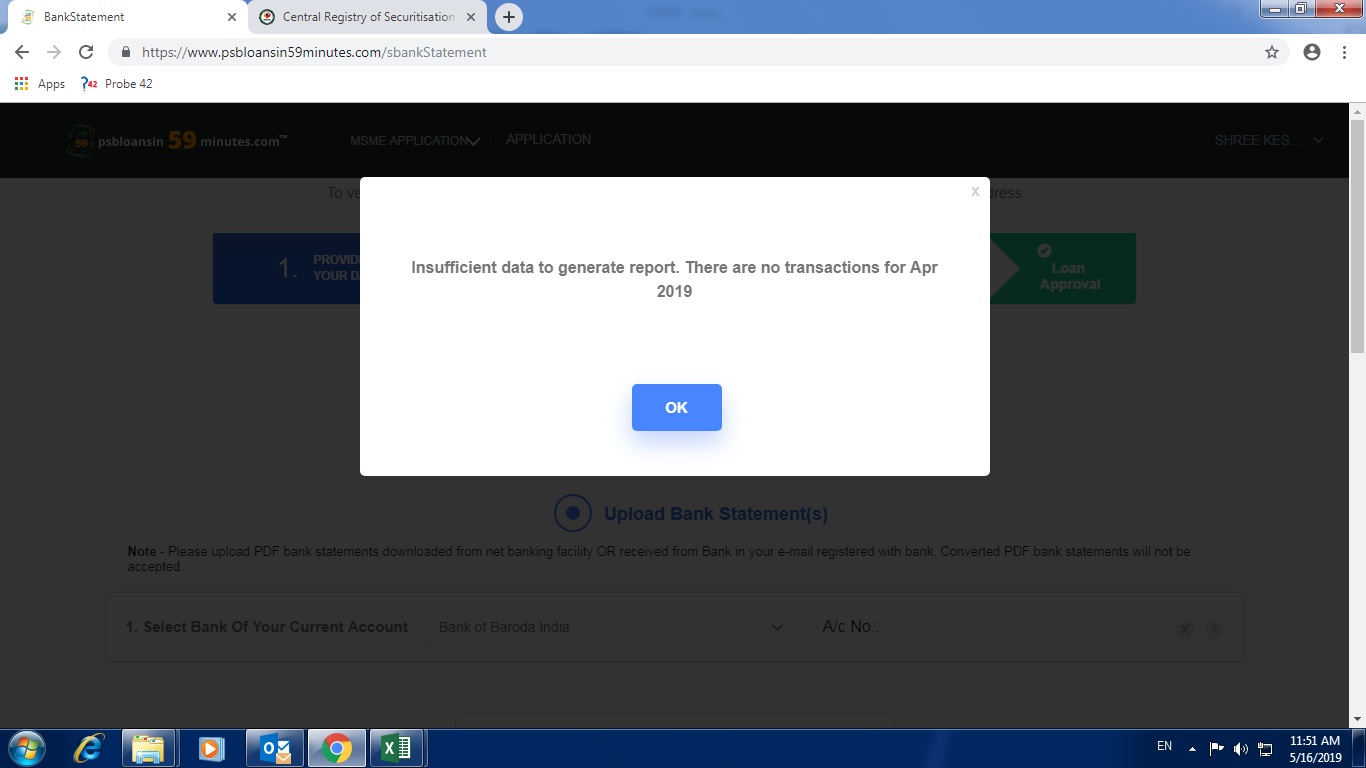 BankStatement
Central Registry of Securitisation
https://www.psbloansin59minutes.com/sbankStatement
Apps
42 Probe 42
59 psbloansin 59 minutes.com™
MSME APPLICATION
APPLICATION
SHREE KES...
To ve
dress
X
1. PROVID
YOUR D
Loan
Approval
Insufficient data to generate report. There are no transactions for Apr
2019
OK
Upload Bank Statement(s)
Note - Please upload PDF bank statements downloaded from net banking facility OR received from Bank in your e-mail registered with bank. Converted PDF bank statements will not be
accepted.
1. Select Bank Of Your Current Account
Bank of Baroda India
A/c No.:
X ?
EN
11:51 AM
5/16/2019